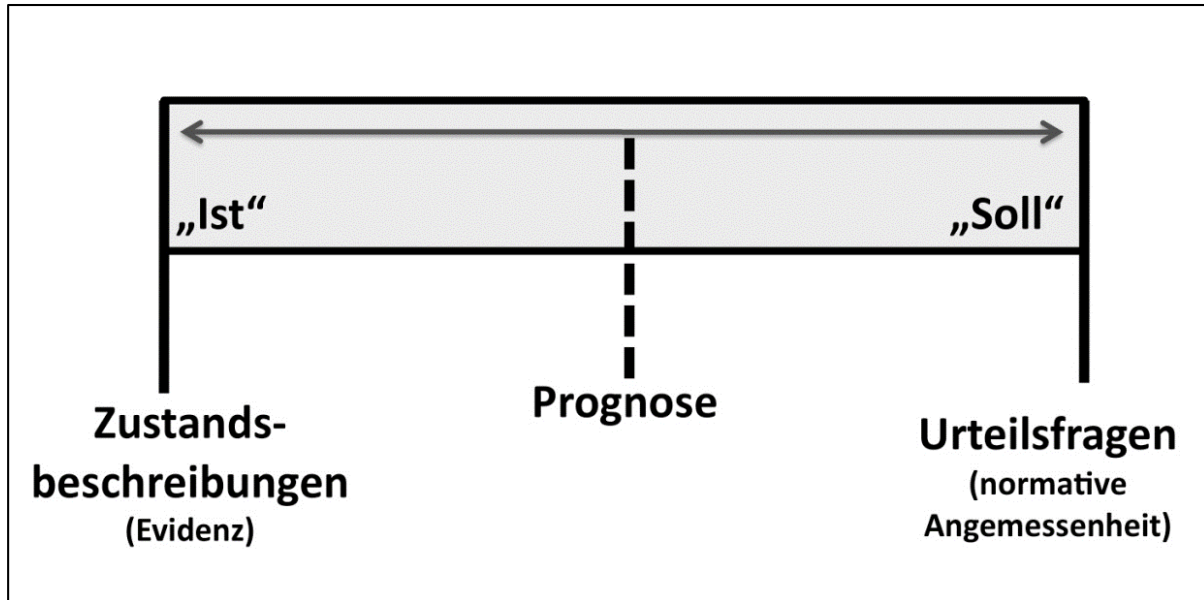 „Ist“
„Soll“
Zustands-
beschreibungen
(Evidenz)
Prognose
Urteilsfragen
(normative
Angemessenheit)